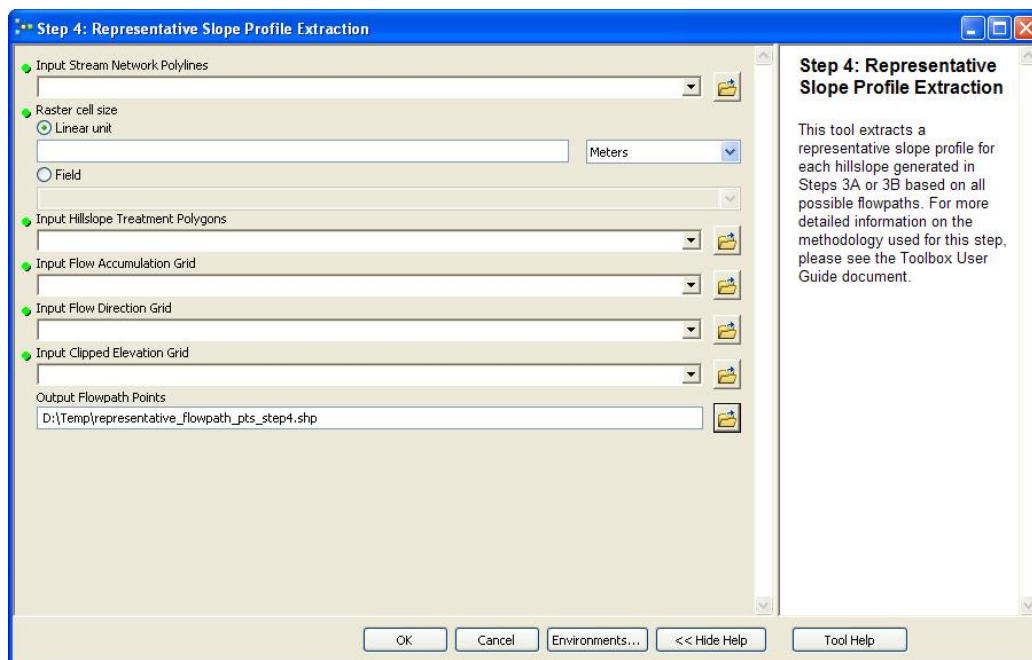 Step 4: Representative Slope Profile Extraction
Input Stream Network Polylines
Raster cell size
Linear unit
Meters
Field
Input Hillslope Treatment Polygons
Input Flow Accumulation Grid
Input Flow Direction Grid
Input Clipped Elevation Grid
Output Flowpath Points
D:\Temp\representative_flowpath_pts_step4.shp
Step 4: Representative
Slope Profile Extraction
This tool extracts a
representative slope profile for
each hillslope generated in
Steps 3A or 3B based on all
possible flowpaths. For more
detailed information on the
methodology used for this step,
please see the Toolbox User
Guide document.
OK
Cancel
Environments...
<< Hide Help
Tool Help